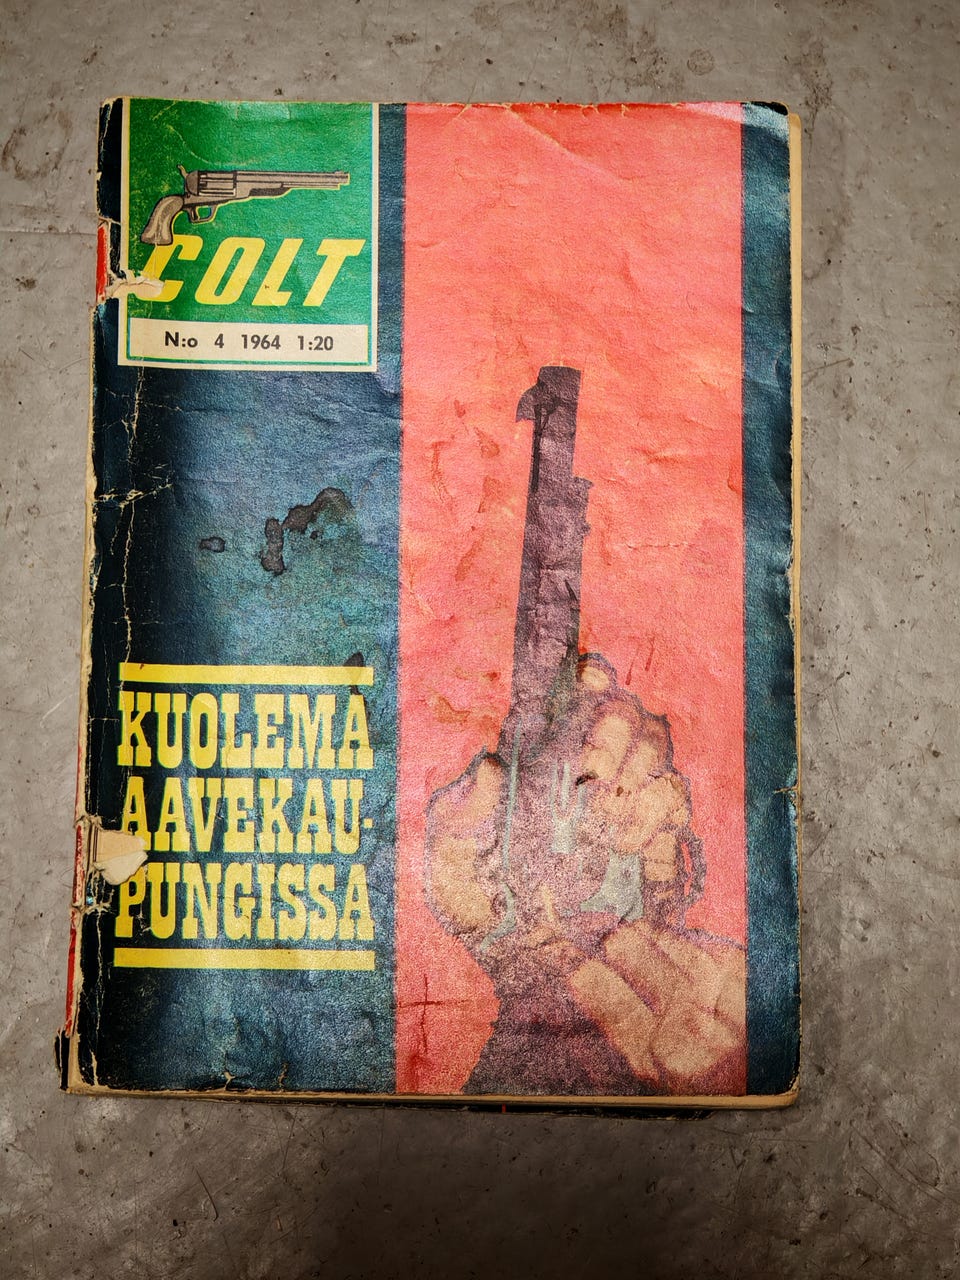 COLT
N:o 4 1964 1:20
KUOLEMA
AAVEKAU-
PUNGISSA